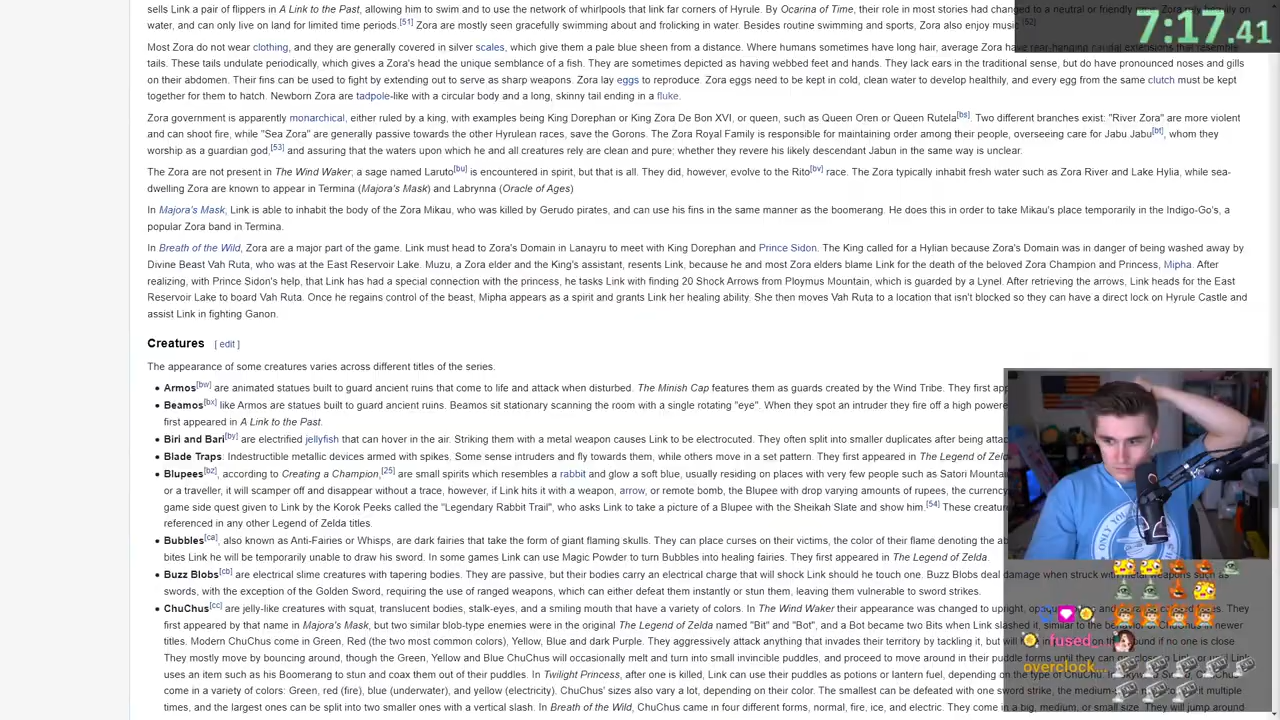 sells Link a pair of flippers in A Link to the Past, allowing him to swim and to use the network of whirlpools that link far corners of Hyrule. By Ocarina of Time, their role in most stories had changed to a neutral or friendly race. Zora rely heavily on
water, and can only live on land for limited time periods.[51] Zora are most often seen gracefully swimming about and frolicking in water. Besides routine swimming and sports, Zora also enjoy music.[52]
7:17.41
Most Zora do not wear clothing, and they are generally covered in silver scales, which give them a pale blue sheen from a distance. Where humans sometimes have long hair, average Zora have rear-hanging caudal extensions that resemble
tails. These tails undulate periodically, which gives a Zora's head the semblance of a fish. They are sometimes depicted as having webbed feet and hands. They lack ears in the traditional sense, but do have pronounced noses and gills
on their abdomen. Their fins can be used to fight by extending out to serve as sharp weapons. Zora lay eggs to reproduce. Zora eggs need to be kept in cold, clean water to develop healthily, and every egg from the same clutch must be kept
together for them to hatch. Newborn Zora are tadpole-like with a circular body and a long, skinny tail ending in a fluke.
Zora government is apparently monarchical, either ruled by a king, with examples being King Dorephan or King Zora De Bon XVI, or queen, such as Queen Oren or Queen Rutela[bs]. Two different branches exist: "River Zora" are more violent
and can shoot fire, while "Sea Zora" are generally passive towards the other Hyrulean races, save the Gorons. The Zora Royal Family is responsible for maintaining order among their people, overseeing care for Jabu Jabu[bt], whom they
worship as a guardian god,[53] and assuring that the waters upon which he and all creatures rely are clean and pure; whether they revere his likely descendant Jabun in the same way is unclear.
The Zora are not present in The Wind Waker; a sage named Laruto[bu] is encountered in spirit, but that is all. They did, however, evolve to the Rito[bv] race. The Zora typically inhabit fresh water such as Zora River and Lake Hylia, while sea-
dwelling Zora are known to appear in Termina (Majora's Mask) and Labrynna (Oracle of Ages)
In Majora's Mask, Link is able to inhabit the body of the Zora Mikau, who was killed by Gerudo pirates, and can use his fins in the same manner as the boomerang. He does this in order to take Mikau's place temporarily in the Indigo-Go's, a
popular Zora band in Termina.
In Breath of the Wild, Zora are a major part of the game. Link must head to Zora's Domain in Lanayru to meet with King Dorephan and Prince Sidon. The King called for a Hylian because Zora's Domain was in danger of being washed away by
Divine Beast Vah Ruta, who was at the East Reservoir Lake. Muzu, a Zora elder and the King's assistant, resents Link, because he and most Zora elders blame Link for the death of the beloved Zora Champion and Princess, Mipha. After
realizing, with Prince Sidon's help, that Link has had a special connection with the princess, he tasks Link with finding 20 Shock Arrows from Ploymus Mountain, which is guarded by a Lynel. After retrieving the arrows, Link heads for the East
Reservoir Lake to board Vah Ruta. Once he regains control of the beast, Mipha appears as a spirit and grants Link her healing ability. She then moves Vah Ruta to a location that isn't blocked so they can have a direct lock on Hyrule Castle and
assist Link in fighting Ganon.
Creatures [ edit ]
The appearance of some creatures varies across different titles of the series.
• Armos[bw] are animated statues built to guard ancient ruins that come to life and attack when disturbed. The Minish Cap features them as guards created by the Wind Tribe. They first
• Beamos[bx] like Armos are statues built to guard ancient ruins. Beamos sit stationary scanning the room with a single rotating "eye". When they spot an intruder they fire off a high
first appeared in A Link to the Past.
• Biri and Bari[by] are electrified jellyfish that can hover in the air. Striking them with a metal weapon causes Link to be electrocuted. They often split into smaller duplicates after being
• Blade Traps: Indestructible metallic devices armed with spikes. Some sense intruders and fly towards them, while others move in a set pattern. They first appeared in The Legend of
• Blupees[bz], according to Creating a Champion,[25] are small spirits which resembles a rabbit and glow a soft blue, usually residing on places with very few people such as Satori
or a traveller, it will scamper off and disappear without a trace, however, if Link hits it with a weapon, arrow, or remote bomb, the Blupee with drop varying amounts of rupees, the currency
game side quest given to Link by the Korok Peeks called the "Legendary Rabbit Trail", who asks Link to take a picture of a Blupee with the Sheikah Slate and show him.[54] These
referenced in any other Legend of Zelda titles.
• Bubbles[ca], also known as Anti-Fairies or Whisps, are dark fairies that take the form of giant flaming skulls. They can place curses on their victims, the color of their flame denoting the
bites Link he will be temporarily unable to draw his sword. In some games Link can use Magic Powder to turn Bubbles into healing fairies. They first appeared in The Legend of Zelda.
• Buzz Blobs[cb] are electrical slime creatures with tapering bodies. They are passive, but their bodies carry an electrical charge that will shock Link should he touch one. Buzz Blobs deal damage when struck with metal weapons such as
swords, with the exception of the Golden Sword, requiring the use of ranged weapons, which can either defeat them instantly or stun them, leaving them vulnerable to sword strikes.
• ChuChus[cc] are jelly-like creatures with squat, translucent bodies, stalk-eyes, and a smiling mouth that have a variety of colors. In The Wind Waker their appearance was changed to upright, They
first appeared by that name in Majora's Mask, but two similar blob-type enemies were in the original The Legend of Zelda named "Bit" and "Bot", and a Bot became two Bits when Link slashed it, similar to the behavior of ChuChus in newer
titles. Modern ChuChus come in Green, Red (the two most common colors), Yellow, Blue and dark Purple. They aggressively attack anything that invades their territory by tackling it, but will if no one is close
They mostly move by bouncing around, though the Green, Yellow and Blue ChuChus will occasionally melt and turn into small invincible puddles, and proceed to move around in their puddle forms until they can
uses an item such as his Boomerang to stun and coax them out of their puddles. In Twilight Princess, after one is killed, Link can use their puddles as potions or lantern fuel, depending on the type of
come in a variety of colors: Green, red (fire), blue (underwater), and yellow (electricity). ChuChus' sizes also vary a lot, depending on their color. The smallest can be defeated with one sword strike, the multiple
times, and the largest ones can be split into two smaller ones with a single slash. In Breath of the Wild, ChuChus came in four different forms, normal, fire, ice, and electric. They come in a big, medium, or small size. They will jump around
fused_
overclock...